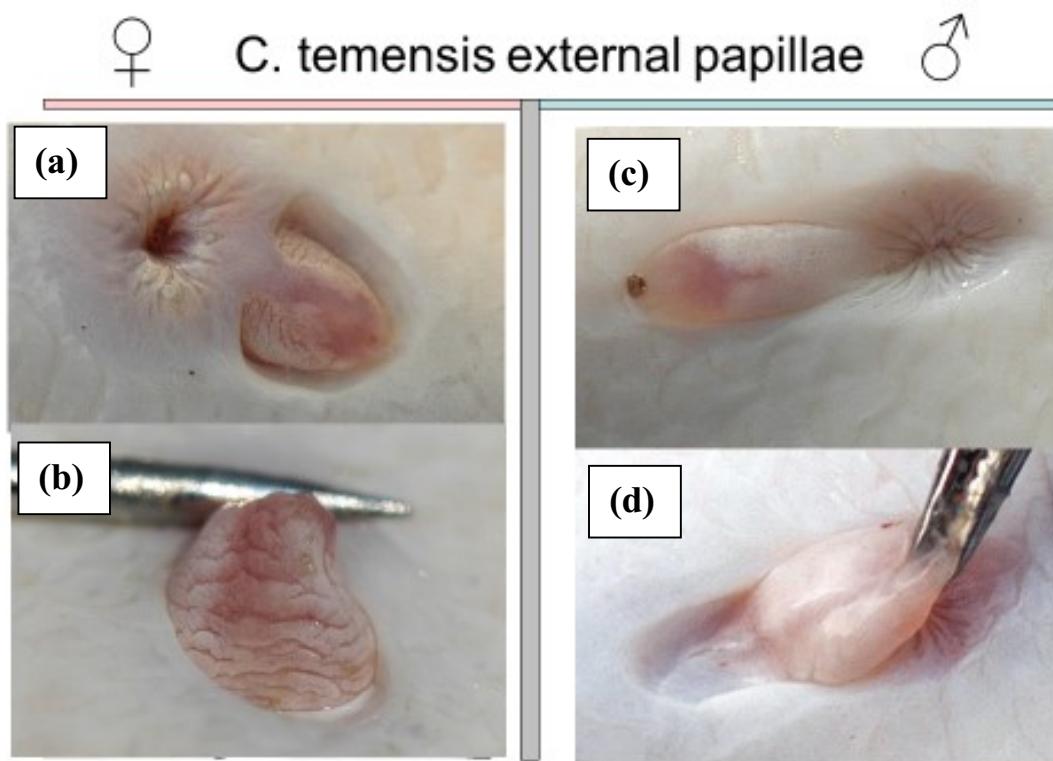 ♀ C. temensis external papillae ♂
(a)
(c)
(b)
(d)